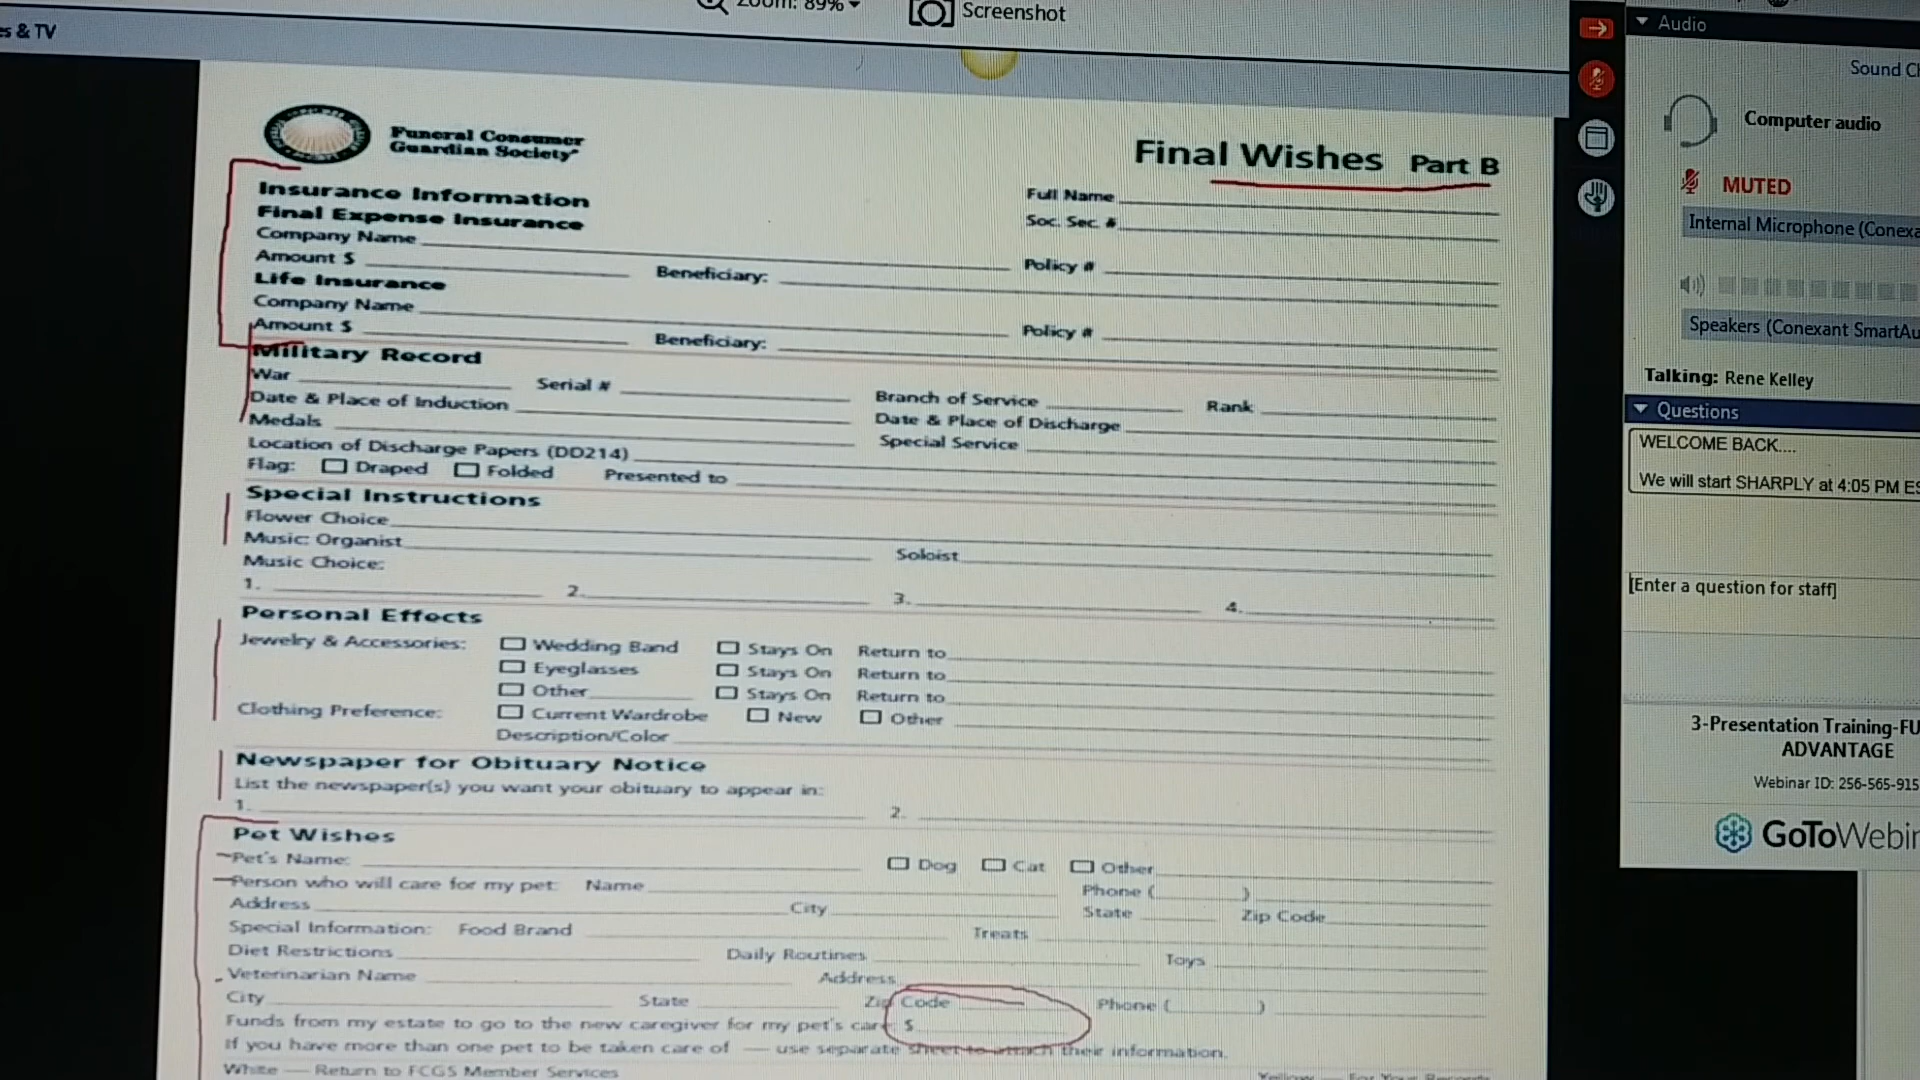 Zoom: 89%
Screenshot
es & TV
Funeral Consumer
Guardian Society
Final Wishes Part B
Insurance Information
Full Name
Final Expense Insurance
Soc. Sec. #
Company Name
Policy #
Amount $ Beneficiary:
Life Insurance
Company Name
Policy #
Amount $ Beneficiary:
Military Record
War Serial # Branch of Service Rank
Date & Place of Induction Date & Place of Discharge
Medals Special Service
Location of Discharge Papers (DD214)
Flag: Draped Folded Presented to
Special Instructions
Flower Choice
Music: Organist Soloist
Music Choice:
1. 2. 3. 4.
Personal Effects
Jewelry & Accessories: Wedding Band Stays On Return to
Eyeglasses Stays On Return to
Other Stays On Return to
Clothing Preference: Current Wardrobe New Other
Description/Color
Newspaper for Obituary Notice
List the newspaper(s) you want your obituary to appear in:
1. 2.
Pet Wishes
Pet's Name: Dog Cat Other
Person who will care for my pet: Name Phone ( )
Address City State Zip Code
Special Information: Food Brand Treats
Diet Restrictions Daily Routines Toys
Veterinarian Name Address
City State Zip Code Phone ( )
Funds from my estate to go to the new caregiver for my pet's care $
If you have more than one pet to be taken care of — use separate sheet to attach their information.
White — Return to FCGS Member Services Yellow — For Your Records
Audio
Sound Ch
Computer audio
MUTED
Internal Microphone (Conexa
Speakers (Conexant SmartAu
Talking: Rene Kelley
Questions
WELCOME BACK....
We will start SHARPLY at 4:05 PM ES
[Enter a question for staff]
3-Presentation Training-FU
ADVANTAGE
Webinar ID: 256-565-915
GoToWebin